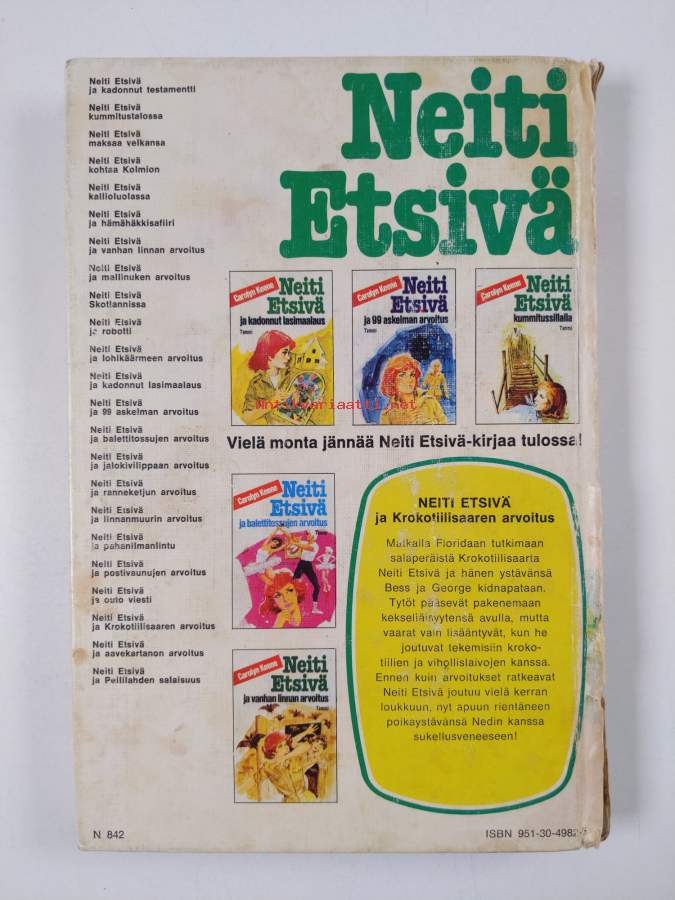 Neiti Etsivä
ja kadonnut testamentti
Neiti Etsivä
kummitustalossa
Neiti Etsivä
maksaa velkansa
Neiti Etsivä
kohtaa Kolmion
Neiti Etsivä
kallioluolassa
Neiti Etsivä
ja hämähäkkisafiiri
Neiti Etsivä
ja vanhan linnan arvoitus
Neiti Etsivä
ja mallinuken arvoitus
Neiti Etsivä
Skotlannissa
Neiti Etsivä
ja robotti
Neiti Etsivä
ja lohikäärmeen arvoitus
Neiti Etsivä
ja kadonnut lasimaalaus
Neiti Etsivä
ja 99 askelman arvoitus
Neiti Etsivä
ja balettitossujen arvoitus
Neiti Etsivä
ja jalokivilippaan arvoitus
Neiti Etsivä
ja ranneketjun arvoitus
Neiti Etsivä
ja linnanmuurin arvoitus
Neiti Etsivä
ja pahanilmanlintu
Neiti Etsivä
ja postivaunujen arvoitus
Neiti Etsivä
ja outo viesti
Neiti Etsivä
ja Krokotiilisaaren arvoitus
Neiti Etsivä
ja aavekartanon arvoitus
Neiti Etsivä
ja Peililahden salaisuus
Neiti
Etsivä
Carolyn Keene
Neiti
Etsivä
ja kadonnut lasimaalaus
Tammi
Carolyn Keene
Neiti
Etsivä
ja 99 askelman arvoitus
Tammi
Carolyn Keene
Neiti
Etsivä
kummitussillalla
Tammi
Antikvariaatti.net
Vielä monta jännää Neiti Etsivä-kirjaa tulossa!
Carolyn Keene
Neiti
Etsivä
ja balettitossujen arvoitus
Tammi
Carolyn Keene
Neiti
Etsivä
ja vanhan linnan arvoitus
Tammi
NEITI ETSIVÄ
ja Krokotiilisaaren arvoitus
Matkalla Floridaan tutkimaan
salaperäistä Krokotiilisaarta
Neiti Etsivä ja hänen ystävänsä
Bess ja George kidnapataan.
Tytöt pääsevät pakenemaan
kekseliäisyytensä avulla, mutta
vaarat vain lisääntyvät, kun he
joutuvat tekemisiin kroko-
tiilien ja vihollislaivojen kanssa.
Ennen kuin arvoitukset ratkeavat
Neiti Etsivä joutuu vielä kerran
loukkuun, nyt apuun rientäneen
poikaystävänsä Nedin kanssa
sukellusveneeseen!
N 842
ISBN 951-30-4982-